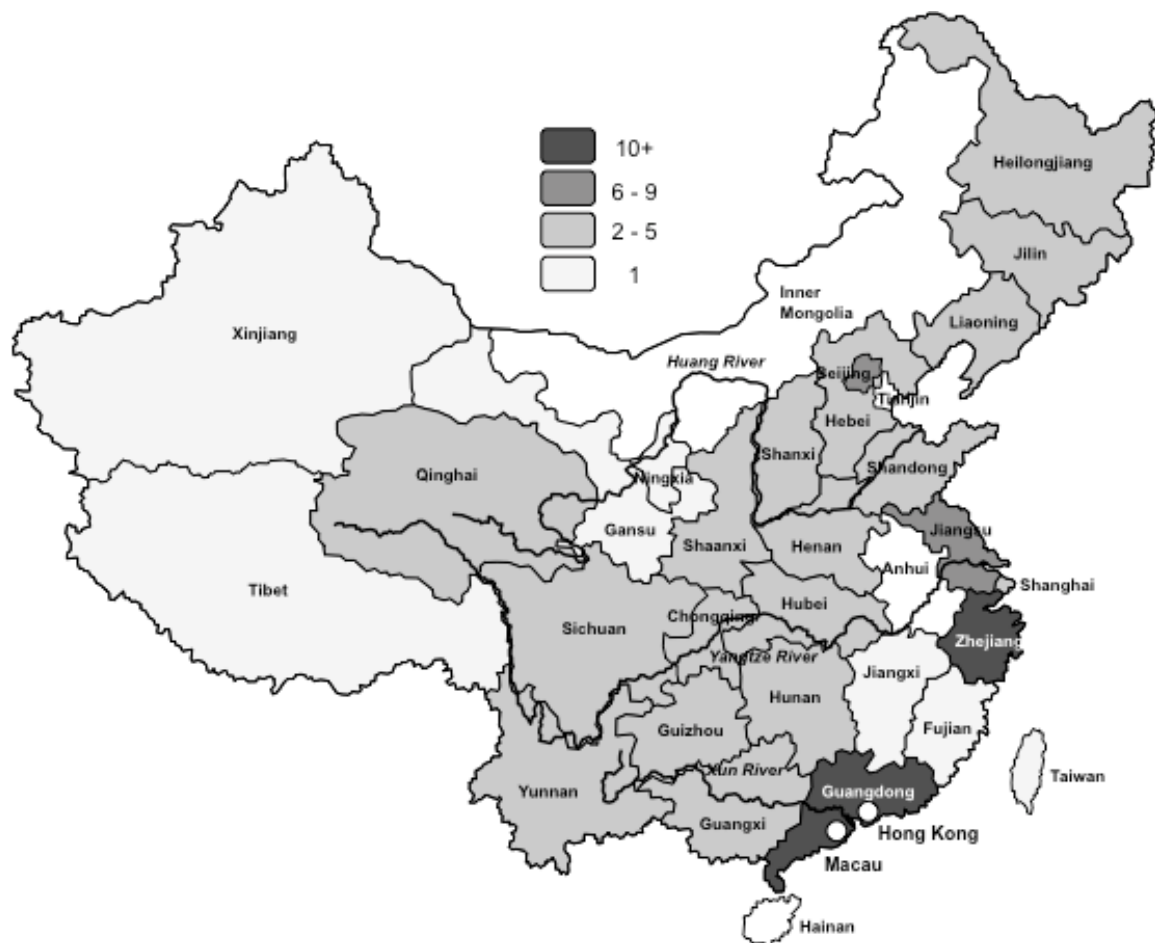 10+
6 - 9
2 - 5
1
Heilongjiang
Jilin
Inner
Mongolia
Liaoning
Xinjiang
Huang River
Beijing
Tianjin
Hebei
Shanxi
Shandong
Qinghai
Ningxia
Gansu
Shaanxi
Henan
Jiangsu
Anhui
Shanghai
Tibet
Sichuan
Chongqing
Hubei
Zhejiang
Yangtze River
Jiangxi
Hunan
Guizhou
Fujian
Taiwan
Xun River
Yunnan
Guangdong
Guangxi
Hong Kong
Macau
Hainan